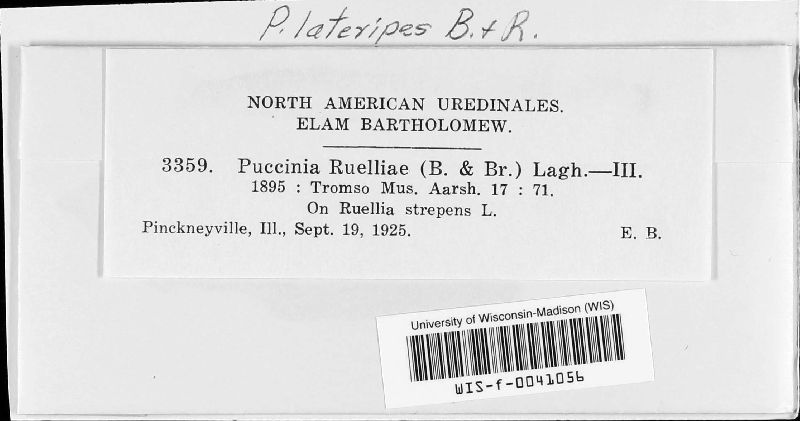 P. lateripes B. & R.
NORTH AMERICAN UREDINALES.
ELAM BARTHOLOMEW.
3359. Puccinia Ruelliae (B. & Br.) Lagh.—III.
1895 : Tromso Mus. Aarsh. 17 : 71.
On Ruellia strepens L.
Pinckneyville, Ill., Sept. 19, 1925. E. B.
University of Wisconsin-Madison (WIS)
WIS-f-0041056